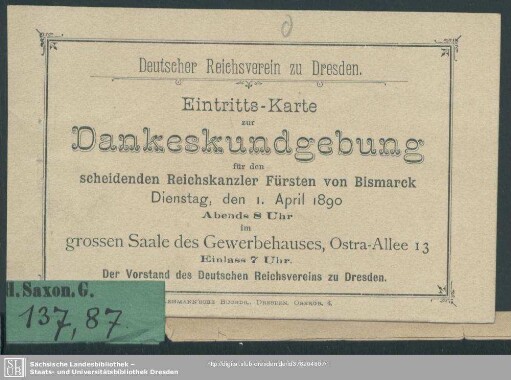 Deutscher Reichsverein zu Dresden.
Eintritts-Karte
zur
Dankeskundgebung
für den
scheidenden Reichskanzler Fürsten von Bismarck
Dienstag, den 1. April 1890
Abends 8 Uhr
im
grossen Saale des Gewerbehauses, Ostra-Allee 13
Einlass 7 Uhr.
Der Vorstand des Deutschen Reichsvereins zu Dresden.
H. Saxon. G.
137,87.
Dresden,
Sächsische Landesbibliothek –
Staats- und Universitätsbibliothek Dresden